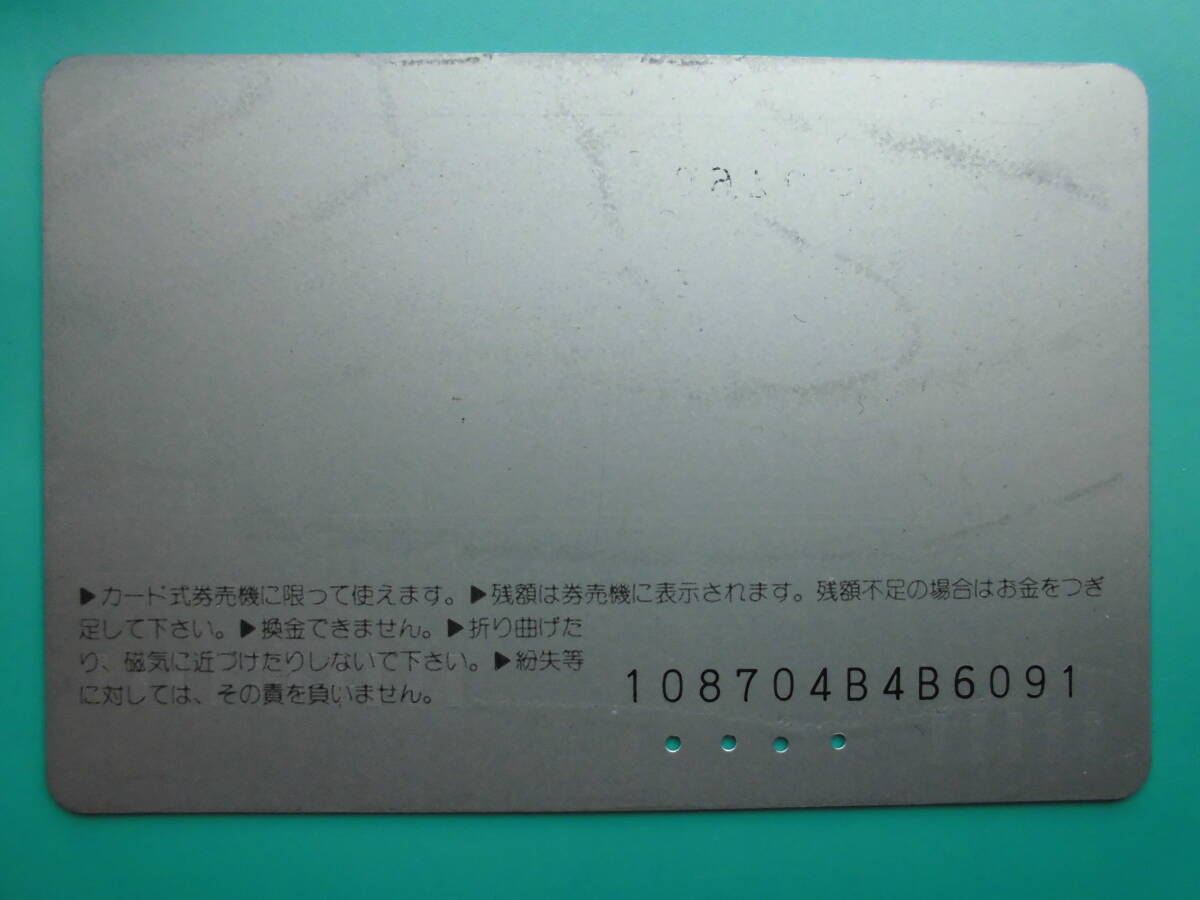 ▶カード式券売機に限って使えます。▶残額は券売機に表示されます。残額不足の場合はお金をつぎ
足して下さい。▶換金できません。▶折り曲げた
り、磁気に近づけたりしないで下さい。▶紛失等
に対しては、その責を負いません。
108704B4B6091